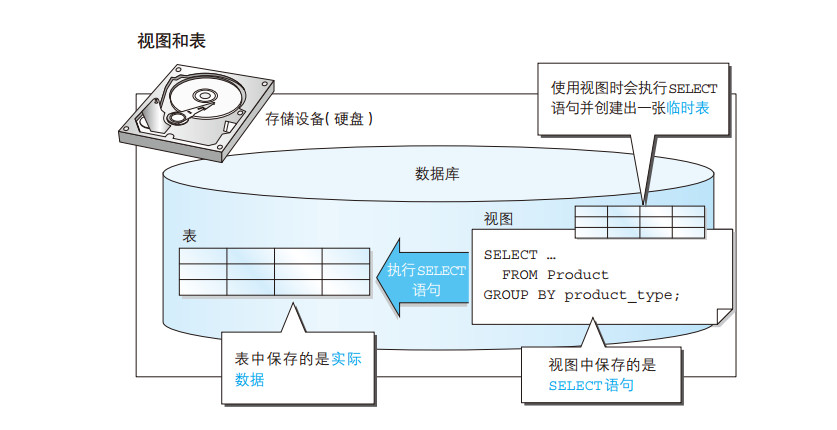 视图和表
存储设备(硬盘)
使用视图时会执行SELECT
语句并创建出一张临时表
数据库
表
视图
SELECT …
FROM Product
GROUP BY product_type;
执行SELECT
语句
表中保存的是实际
数据
视图中保存的是
SELECT语句